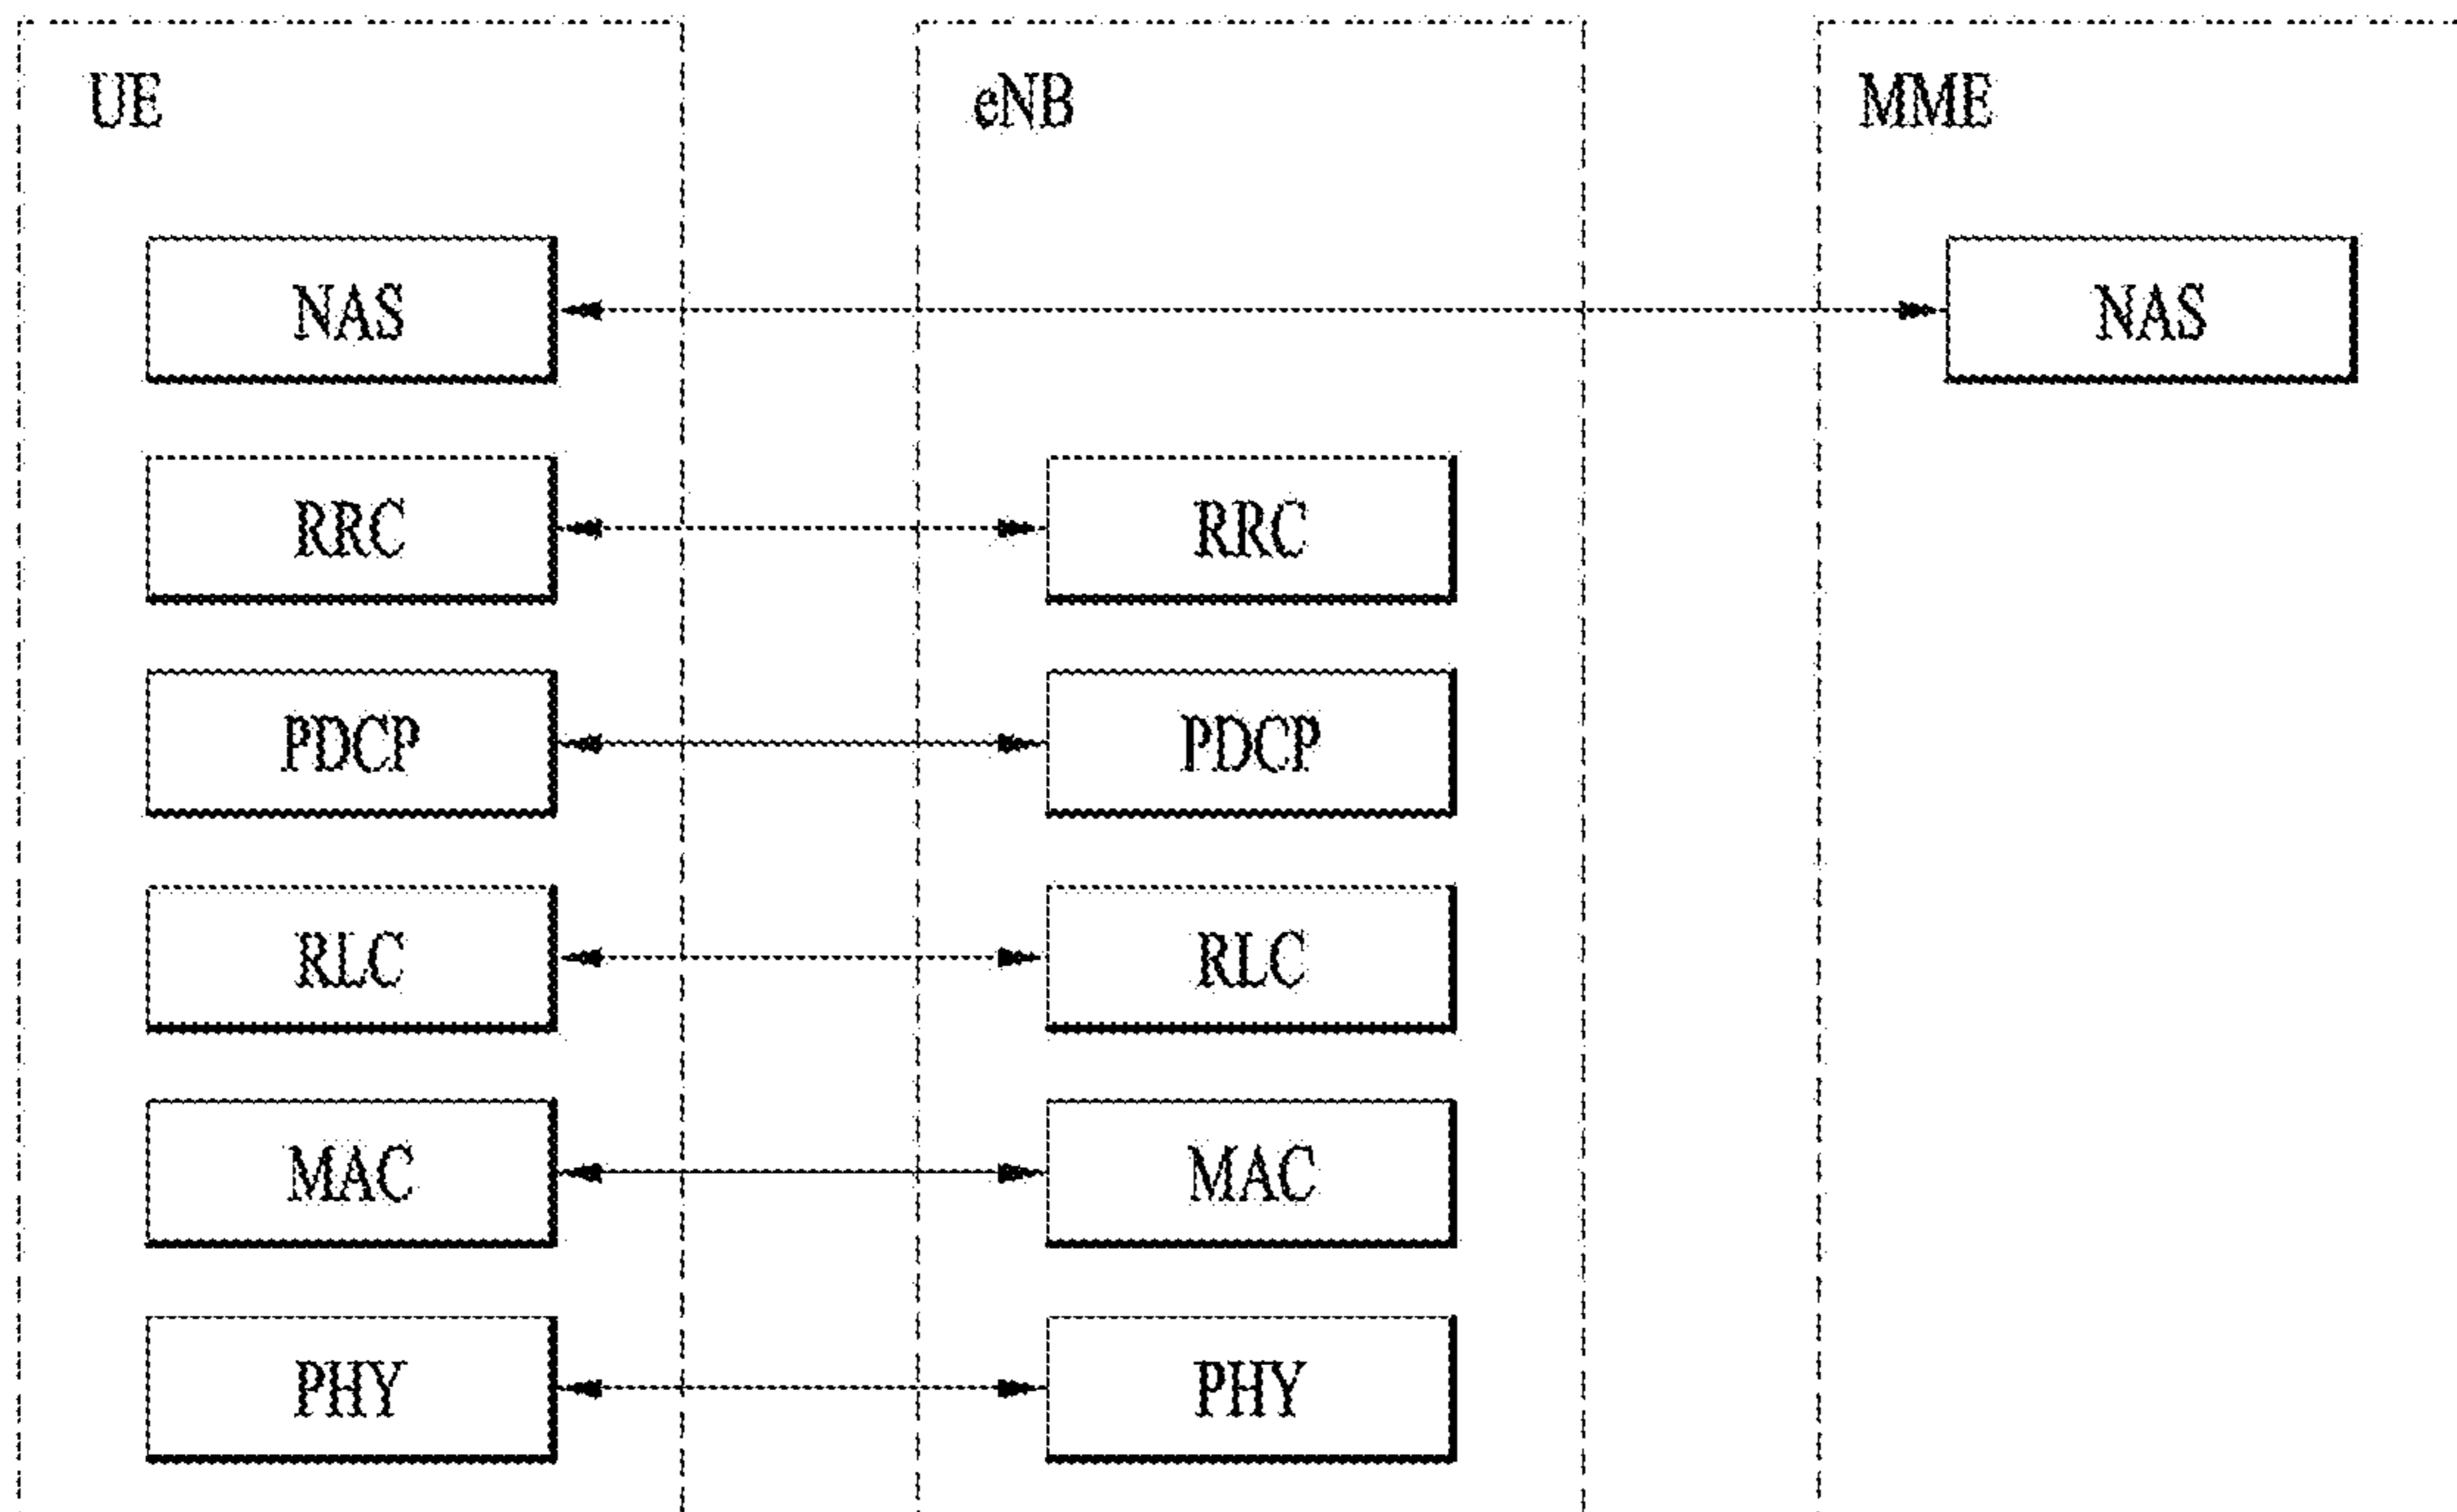 UE eNB MME
NAS NAS
RRC RRC
PDCP PDCP
RLC RLC
MAC MAC
PHY PHY